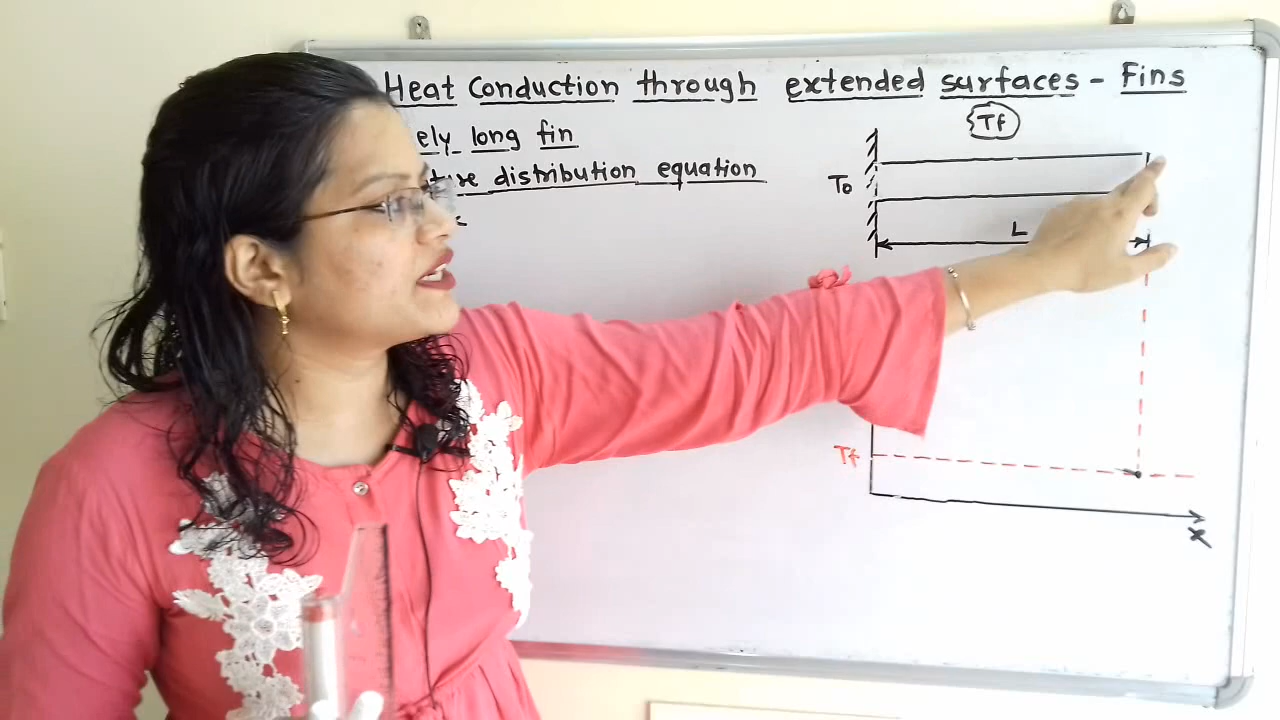 Heat Conduction through extended surfaces - Fins
Tf
long fin
distribution equation
To
L
Tf
x